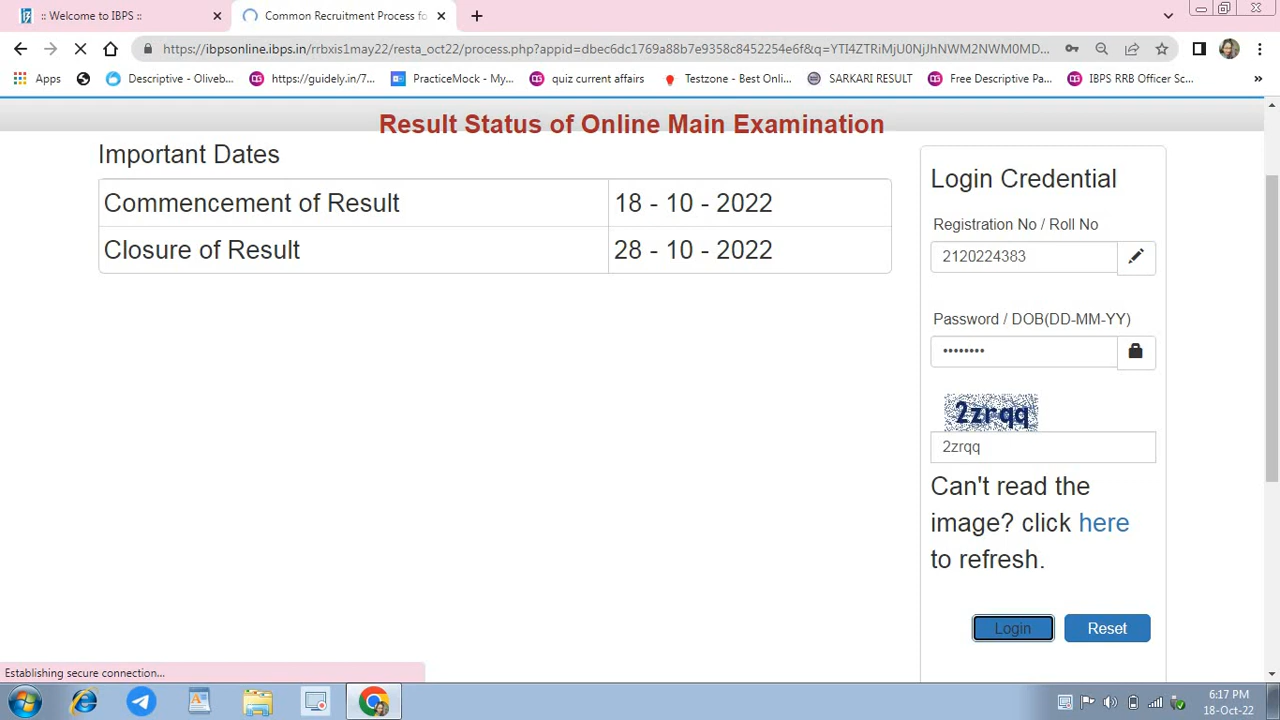 :: Welcome to IBPS ::
Common Recruitment Process fo
https://ibpsonline.ibps.in/rrbxis1may22/resta_oct22/process.php?appid=dbec6dc1769a88b7e9358c8452254e6f&q=YTI4ZTRiMjU0NjJhNWM2NWM0MD...
Apps
Descriptive - Oliveb...
https://guidely.in/7...
PracticeMock - My...
quiz current affairs
Testzone - Best Onli...
SARKARI RESULT
Free Descriptive Pa...
IBPS RRB Officer Sc...
»
Result Status of Online Main Examination
Important Dates
Commencement of Result 18 - 10 - 2022
Closure of Result 28 - 10 - 2022
Login Credential
Registration No / Roll No
2120224383
Password / DOB(DD-MM-YY)
••••••••
2zrqq
2zrqq
Can't read the
image? click here
to refresh.
Login Reset
Establishing secure connection...
6:17 PM
18-Oct-22